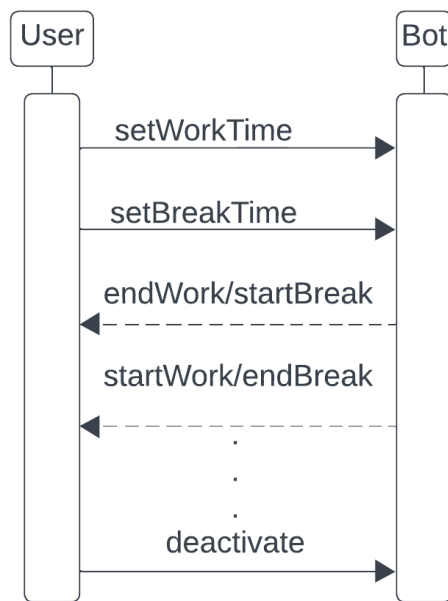 User
Bot
setWorkTime
setBreakTime
endWork/startBreak
startWork/endBreak
.
.
.
deactivate